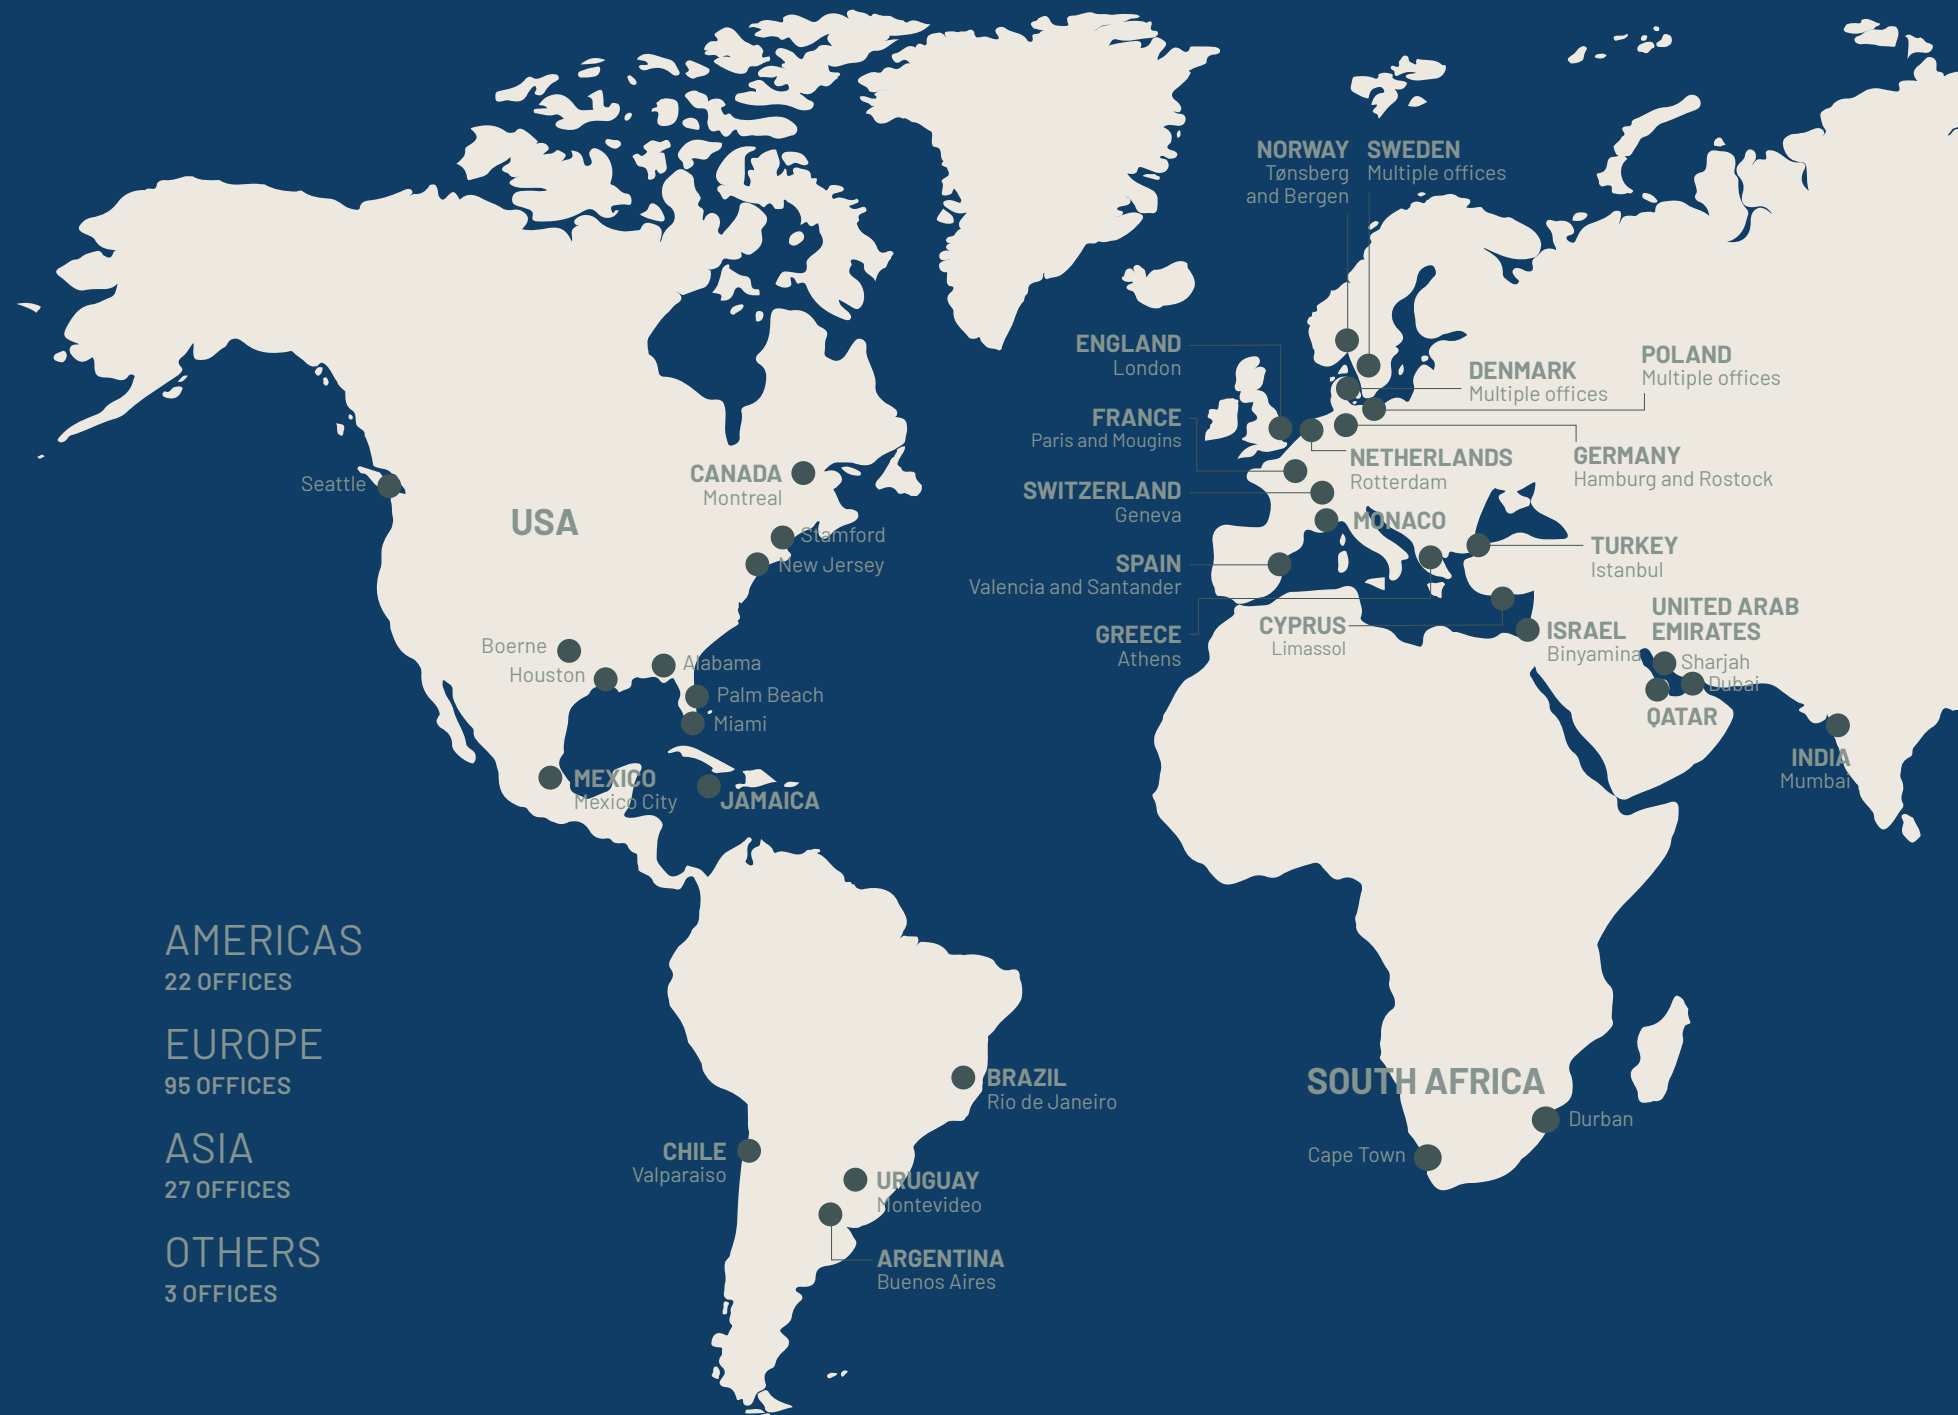 NORWAY
Tønsberg
and Bergen
SWEDEN
Multiple offices
ENGLAND
London
DENMARK
Multiple offices
POLAND
Multiple offices
FRANCE
Paris and Mougins
NETHERLANDS
Rotterdam
GERMANY
Hamburg and Rostock
SWITZERLAND
Geneva
MONACO
SPAIN
Valencia and Santander
TURKEY
Istanbul
GREECE
Athens
CYPRUS
Limassol
ISRAEL
Binyamina
UNITED ARAB
EMIRATES
Sharjah
Dubai
QATAR
INDIA
Mumbai
Seattle
USA
CANADA
Montreal
Stamford
New Jersey
Boerne
Houston
Alabama
Palm Beach
Miami
MEXICO
Mexico City
JAMAICA
BRAZIL
Rio de Janeiro
CHILE
Valparaiso
URUGUAY
Montevideo
ARGENTINA
Buenos Aires
SOUTH AFRICA
Durban
Cape Town
AMERICAS
22 OFFICES
EUROPE
95 OFFICES
ASIA
27 OFFICES
OTHERS
3 OFFICES